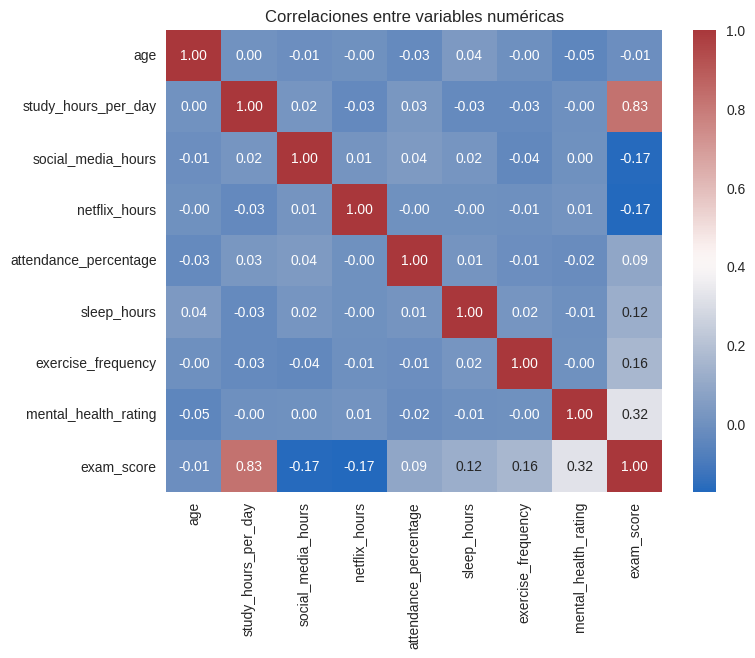 Correlaciones entre variables numéricas
age 1.00 0.00 -0.01 -0.00 -0.03 0.04 -0.00 -0.05 -0.01
study_hours_per_day 0.00 1.00 0.02 -0.03 0.03 -0.03 -0.03 -0.00 0.83
social_media_hours -0.01 0.02 1.00 0.01 0.04 0.02 -0.04 0.00 -0.17
netflix_hours -0.00 -0.03 0.01 1.00 -0.00 -0.00 -0.01 0.01 -0.17
attendance_percentage -0.03 0.03 0.04 -0.00 1.00 0.01 -0.01 -0.02 0.09
sleep_hours 0.04 -0.03 0.02 -0.00 0.01 1.00 0.02 -0.01 0.12
exercise_frequency -0.00 -0.03 -0.04 -0.01 -0.01 0.02 1.00 -0.00 0.16
mental_health_rating -0.05 -0.00 0.00 0.01 -0.02 -0.01 -0.00 1.00 0.32
exam_score -0.01 0.83 -0.17 -0.17 0.09 0.12 0.16 0.32 1.00
age
study_hours_per_day
social_media_hours
netflix_hours
attendance_percentage
sleep_hours
exercise_frequency
mental_health_rating
exam_score
1.0
0.8
0.6
0.4
0.2
0.0